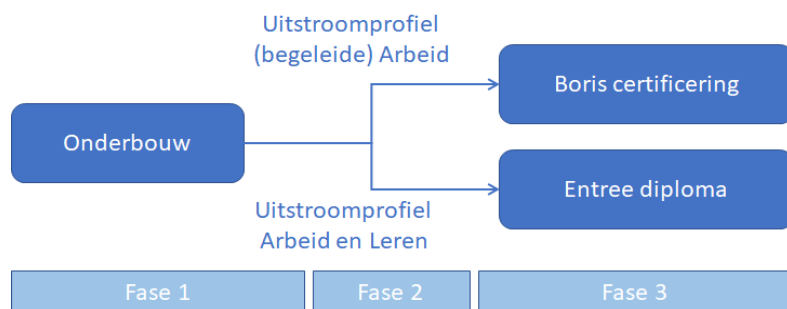 Uitstroomprofiel
(begeleide) Arbeid
Boris certificering
Onderbouw
Entree diploma
Uitstroomprofiel
Arbeid en Leren
Fase 1
Fase 2
Fase 3